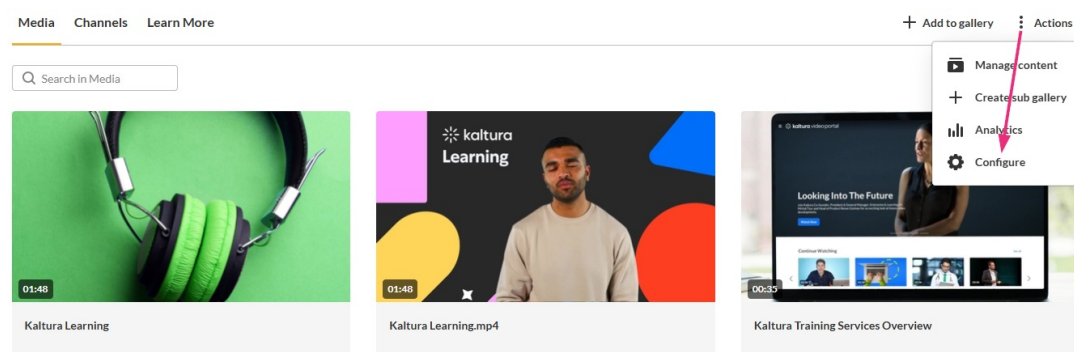 Media Channels Learn More
Add to gallery Actions
Search in Media
Manage content
Create sub gallery
Analytics
Configure
kaltura
Learning
kaltura videoportal
Looking Into The Future
Continue Watching
01:48
01:48
00:35
Kaltura Learning
Kaltura Learning.mp4
Kaltura Training Services Overview